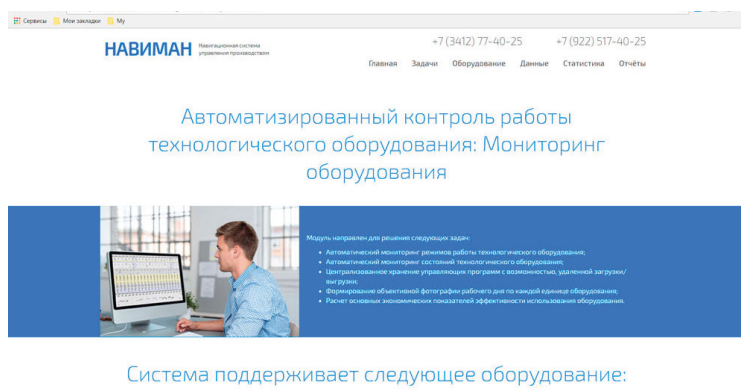 Сервисы Мои закладки My
НАВИМАН
Навигационная система
управления производством
+7 (3412) 77-40-25 +7 (922) 517-40-25
Главная Задачи Оборудование Данные Статистика Отчёты
Автоматизированный контроль работы
технологического оборудования: Мониторинг
оборудования
Модуль направлен для решения следующих задач:
• Автоматический мониторинг режимов работы технологического оборудования;
• Автоматический мониторинг состояний технологического оборудования;
• Централизованное хранение управляющих программ с возможностью, удаленной загрузки/
выгрузки;
• Формирование объективной фотографии рабочего дня по каждой единице оборудования;
• Расчет основных экономических показателей эффективности использования оборудования.
Система поддерживает следующее оборудование: